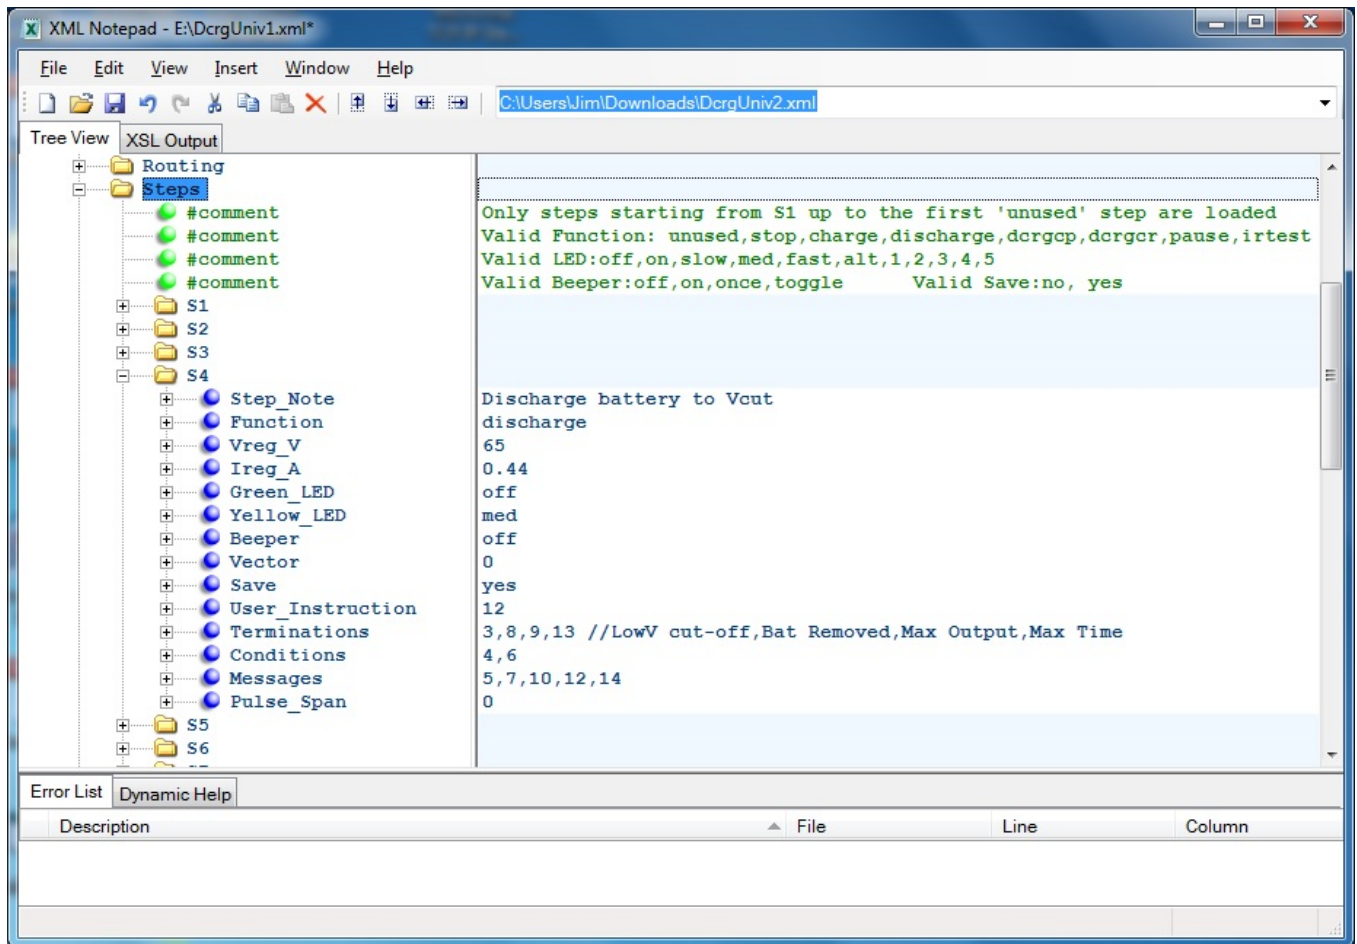 XML Notepad - E:\DcrgUniv1.xml*
File Edit View Insert Window Help
C:\Users\Jim\Downloads\DcrgUniv2.xml
Tree View XSL Output
Routing
Steps
#comment Only steps starting from S1 up to the first 'unused' step are loaded
#comment Valid Function: unused,stop,charge,discharge,dcrgcp,dcrgcr,pause,irtest
#comment Valid LED:off,on,slow,med,fast,alt,1,2,3,4,5
#comment Valid Beeper:off,on,once,toggle Valid Save:no, yes
S1
S2
S3
S4
Step_Note Discharge battery to Vcut
Function discharge
Vreg_V 65
Ireg_A 0.44
Green_LED off
Yellow_LED med
Beeper off
Vector 0
Save yes
User_Instruction 12
Terminations 3,8,9,13 //LowV cut-off,Bat Removed,Max Output,Max Time
Conditions 4,6
Messages 5,7,10,12,14
Pulse_Span 0
S5
S6
Error List Dynamic Help
Description File Line Column